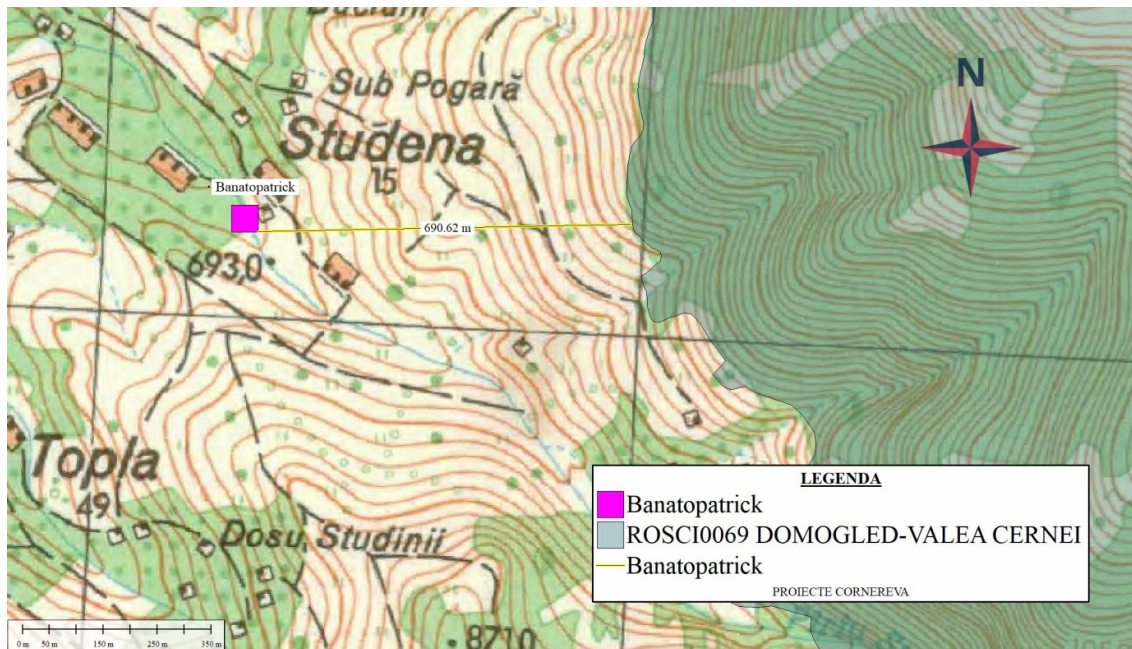 N
Sub Pogară
Studena
15
Banatopatrick
690.62 m
693,0
Topla
49
Dosu Studinii
871,0
LEGENDA
Banatopatrick
ROSCI0069 DOMOGLED-VALEA CERNEI
Banatopatrick
PROIECTE CORNEREVA
0 m 50 m 150 m 250 m 350 m